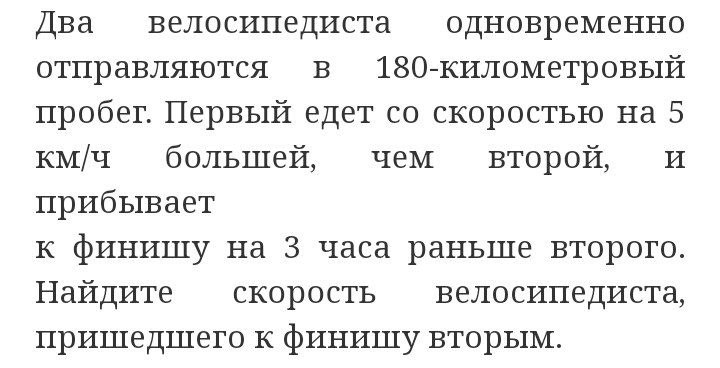 Два велосипедиста одновременно
отправляются в 180-километровый
пробег. Первый едет со скоростью на 5
км/ч большей, чем второй, и
прибывает
к финишу на 3 часа раньше второго.
Найдите скорость велосипедиста,
пришедшего к финишу вторым.